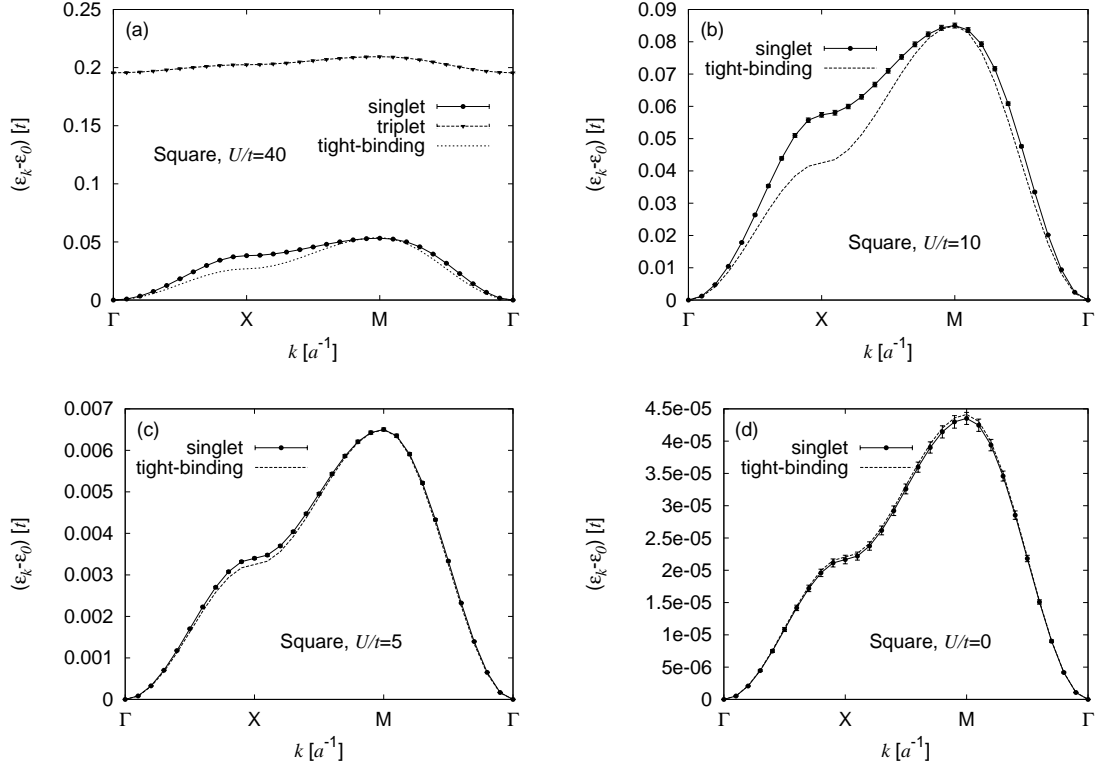 (a)
0.25
0.2
0.15
0.1
0.05
0
(ε_k-ε_0) [t]
singlet
triplet
tight-binding
Square, U/t=40
Γ X M Γ
k [a^-1]
(b)
0.09
0.08
0.07
0.06
0.05
0.04
0.03
0.02
0.01
0
(ε_k-ε_0) [t]
singlet
tight-binding
Square, U/t=10
Γ X M Γ
k [a^-1]
(c)
0.007
0.006
0.005
0.004
0.003
0.002
0.001
0
(ε_k-ε_0) [t]
singlet
tight-binding
Square, U/t=5
Γ X M Γ
k [a^-1]
(d)
4.5e-05
4e-05
3.5e-05
3e-05
2.5e-05
2e-05
1.5e-05
1e-05
5e-06
0
(ε_k-ε_0) [t]
singlet
tight-binding
Square, U/t=0
Γ X M Γ
k [a^-1]